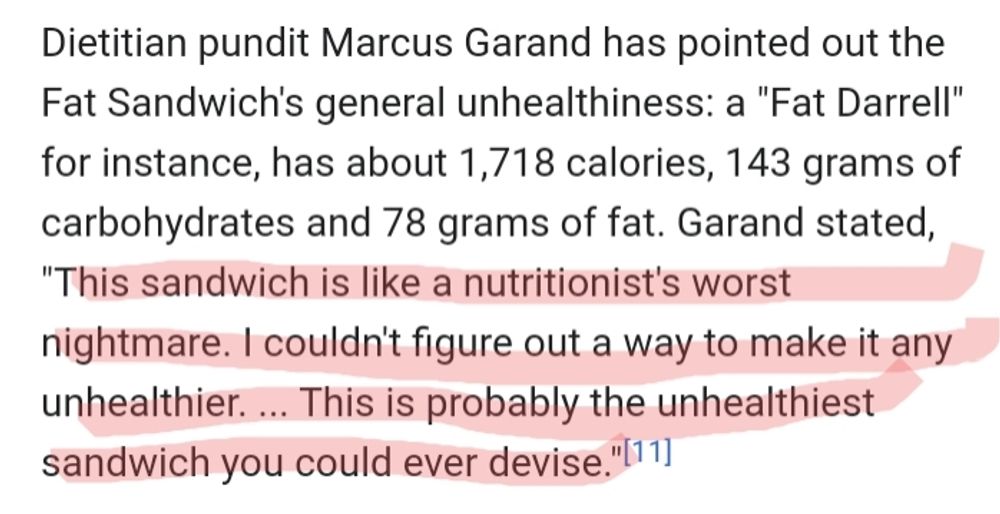 Dietitian pundit Marcus Garand has pointed out the
Fat Sandwich's general unhealthiness: a "Fat Darrell"
for instance, has about 1,718 calories, 143 grams of
carbohydrates and 78 grams of fat. Garand stated,
"This sandwich is like a nutritionist's worst
nightmare. I couldn't figure out a way to make it any
unhealthier. ... This is probably the unhealthiest
sandwich you could ever devise."[11]